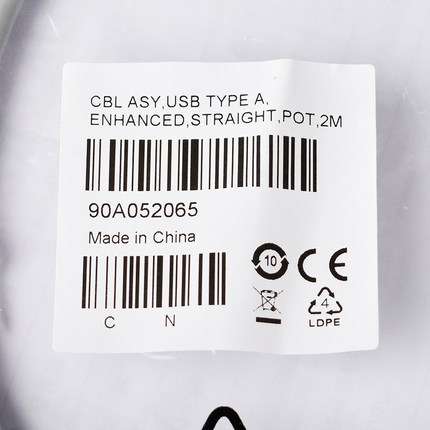 CBL ASY,USB TYPE A,
ENHANCED,STRAIGHT,POT,2M
90A052065
Made in China
10 CE
4
LDPE
C N